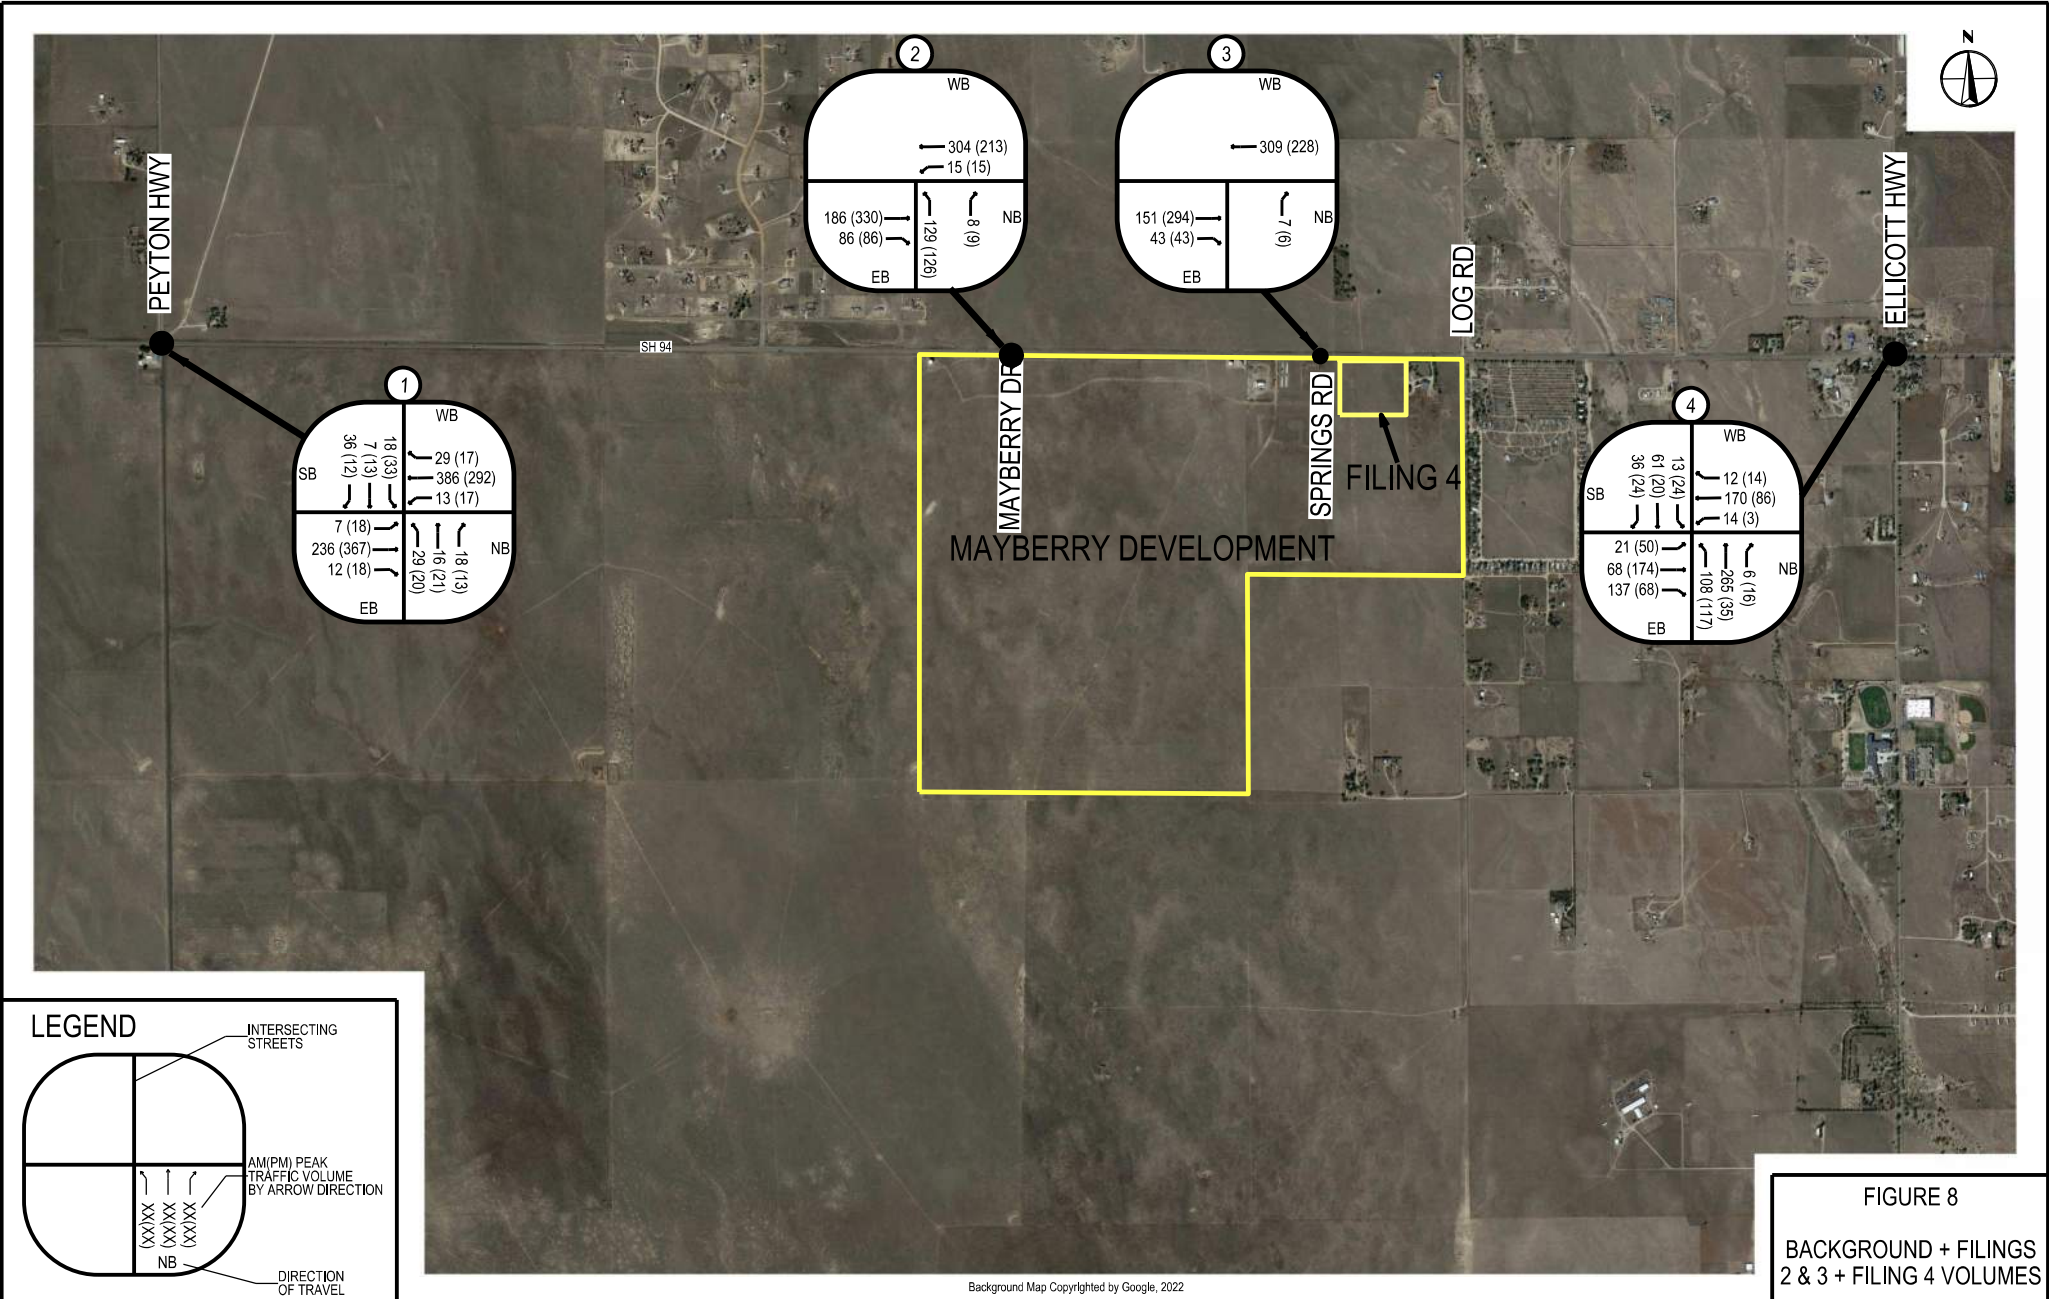 N
2
WB
304 (213)
15 (15)
186 (330)
86 (86)
EB
129 (126)
8 (9)
NB
3
WB
309 (228)
151 (294)
43 (43)
EB
7 (6)
NB
PEYTON HWY
SH 94
MAYBERRY DR
SPRINGS RD
LOG RD
ELLICOTT HWY
FILING 4
MAYBERRY DEVELOPMENT
1
SB
36 (12)
7 (13)
18 (33)
WB
29 (17)
386 (292)
13 (17)
7 (18)
236 (367)
12 (18)
EB
29 (20)
16 (21)
18 (13)
NB
4
SB
36 (24)
61 (20)
13 (24)
WB
12 (14)
170 (86)
14 (3)
21 (50)
68 (174)
137 (68)
EB
108 (117)
265 (35)
6 (16)
NB
LEGEND
INTERSECTING
STREETS
AM(PM) PEAK
TRAFFIC VOLUME
BY ARROW DIRECTION
XX(XX)
XX(XX)
XX(XX)
NB
DIRECTION
OF TRAVEL
Background Map Copyrighted by Google, 2022
FIGURE 8
BACKGROUND + FILINGS
2 & 3 + FILING 4 VOLUMES